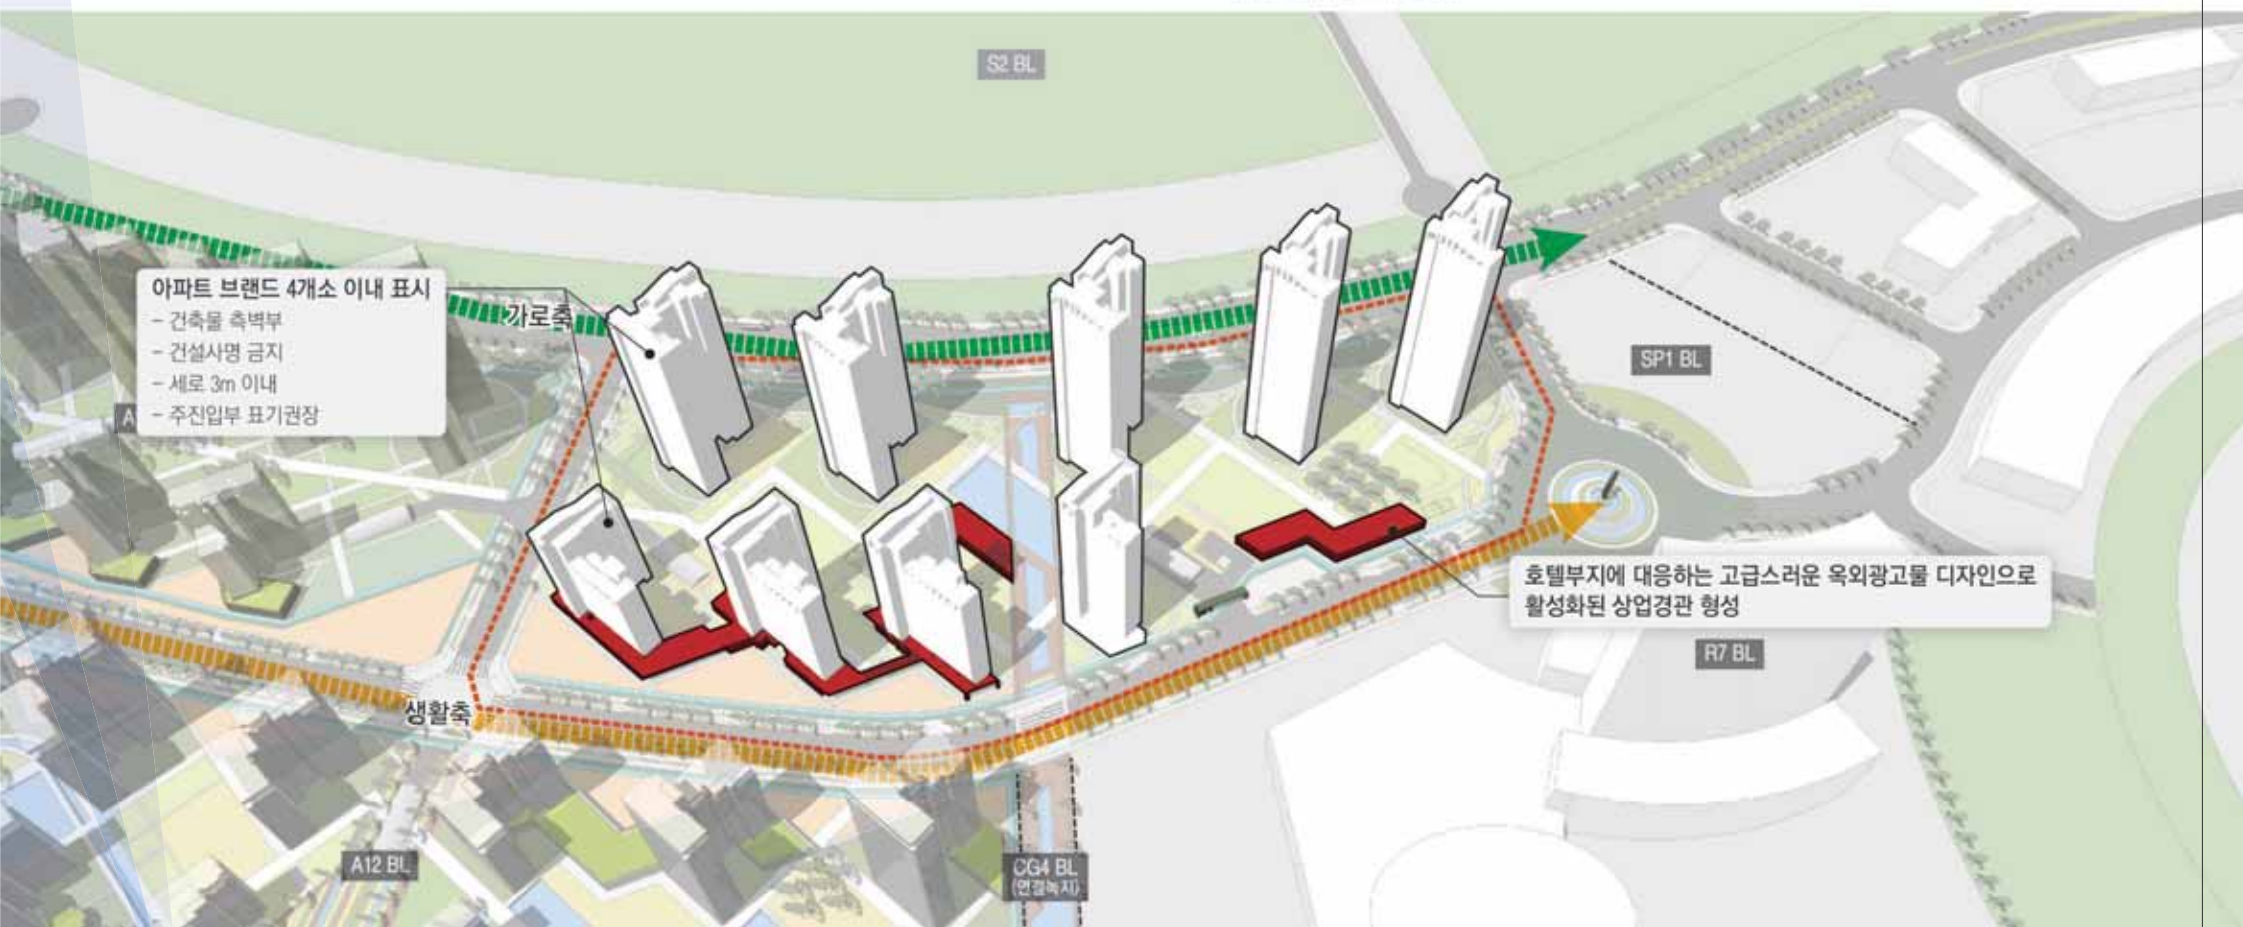 S2 BL
아파트 브랜드 4개소 이내 표시
- 건축물 측벽부
- 건설사명 금지
- 세로 3m 이내
- 주진입부 표기권장
가로축
A
SP1 BL
호텔부지에 대응하는 고급스러운 옥외광고물 디자인으로
활성화된 상업경관 형성
R7 BL
생활축
A12 BL
CG4 BL
(연결녹지)